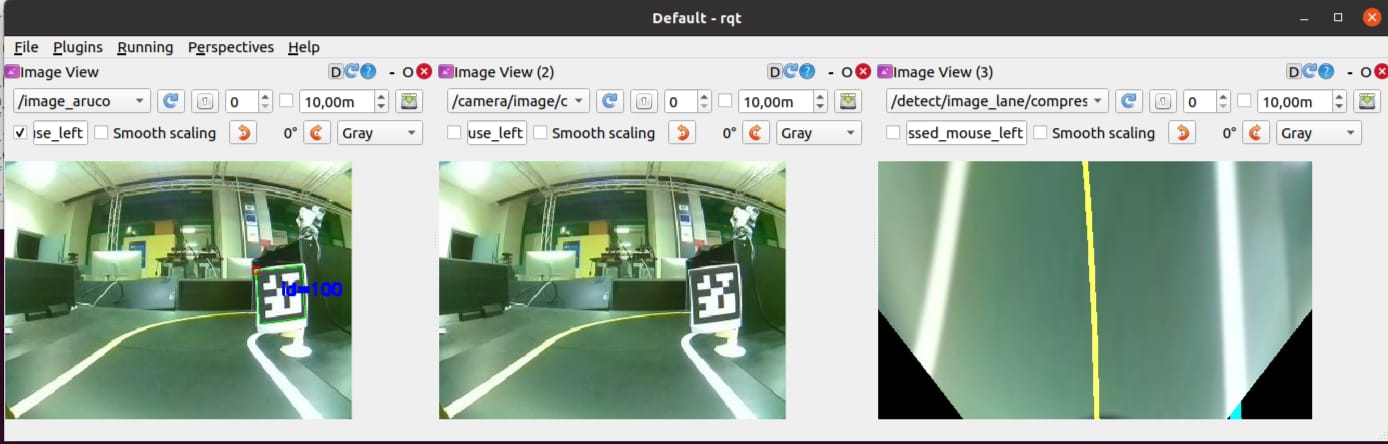 Default - rqt
File Plugins Running Perspectives Help
Image View D - O
/image_aruco 0 10,00m
use_left Smooth scaling 0° Gray
id=100
Image View (2) D - O
/camera/image/c 0 10,00m
use_left Smooth scaling 0° Gray
Image View (3) D - O
/detect/image_lane/compres 0 10,00m
ssed_mouse_left Smooth scaling 0° Gray